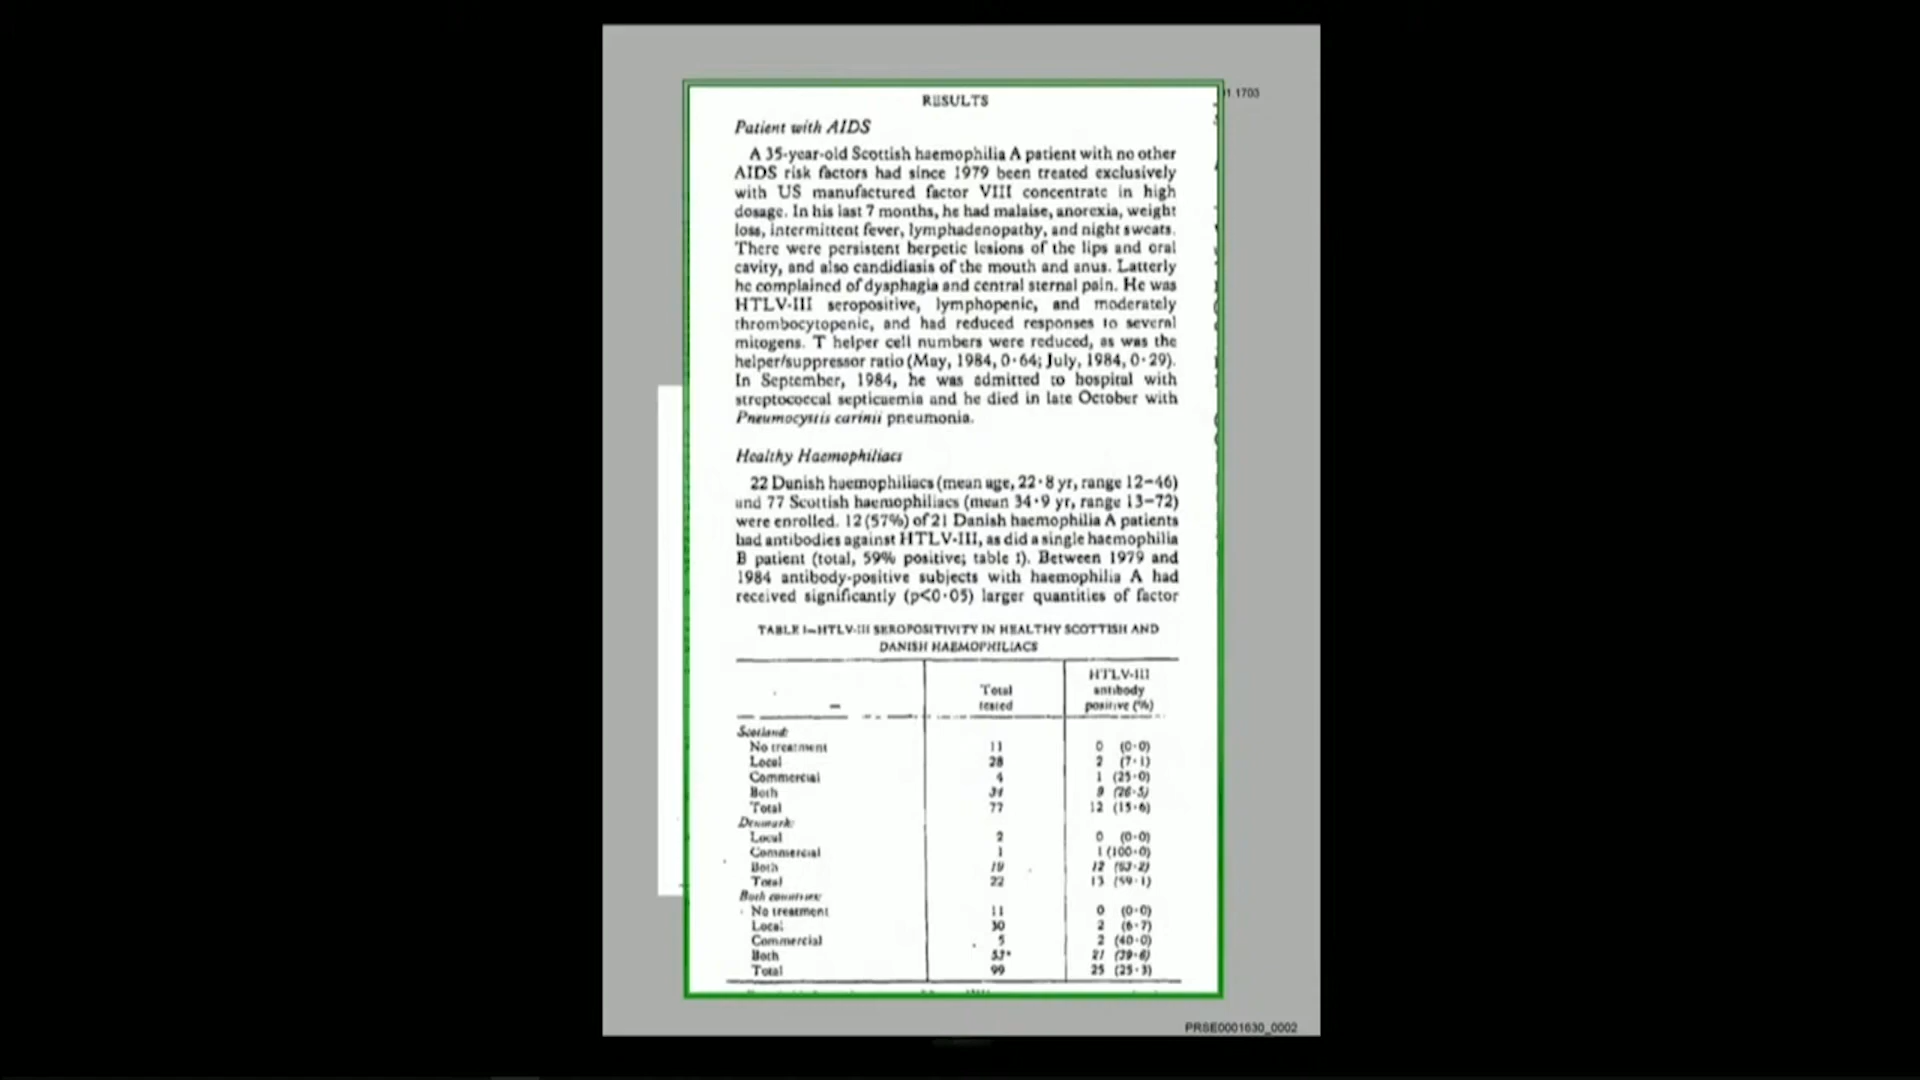 1 1703
RESULTS
Patient with AIDS
A 35-year-old Scottish haemophilia A patient with no other
AIDS risk factors had since 1979 been treated exclusively
with US manufactured factor VIII concentrate in high
dosage. In his last 7 months, he had malaise, anorexia, weight
loss, intermittent fever, lymphadenopathy, and night sweats.
There were persistent herpetic lesions of the lips and oral
cavity, and also candidiasis of the mouth and anus. Latterly
he complained of dysphagia and central sternal pain. He was
HTLV-III seropositive, lymphopenic, and moderately
thrombocytopenic, and had reduced responses to several
mitogens. T helper cell numbers were reduced, as was the
helper/suppressor ratio (May, 1984, 0·64; July, 1984, 0·29).
In September, 1984, he was admitted to hospital with
streptococcal septicaemia and he died in late October with
Pneumocystis carinii pneumonia.
Healthy Haemophiliacs
22 Danish haemophiliacs (mean age, 22·8 yr, range 12–46)
and 77 Scottish haemophiliacs (mean 34·9 yr, range 13–72)
were enrolled. 12 (57%) of 21 Danish haemophilia A patients
had antibodies against HTLV-III, as did a single haemophilia
B patient (total, 59% positive; table I). Between 1979 and
1984 antibody-positive subjects with haemophilia A had
received significantly (p<0·05) larger quantities of factor
TABLE I—HTLV-III SEROPOSITIVITY IN HEALTHY SCOTTISH AND
DANISH HAEMOPHILIACS
— Total tested HTLV-III antibody positive (%)
Scotland:
No treatment 11 0 (0·0)
Local 28 2 (7·1)
Commercial 4 1 (25·0)
Both 34 9 (26·5)
Total 77 12 (15·6)
Denmark:
Local 2 0 (0·0)
Commercial 1 1 (100·0)
Both 19 12 (63·2)
Total 22 13 (59·1)
Both countries:
No treatment 11 0 (0·0)
Local 30 2 (6·7)
Commercial 5 2 (40·0)
Both 53* 21 (39·6)
Total 99 25 (25·3)
PRSE0001630_0002